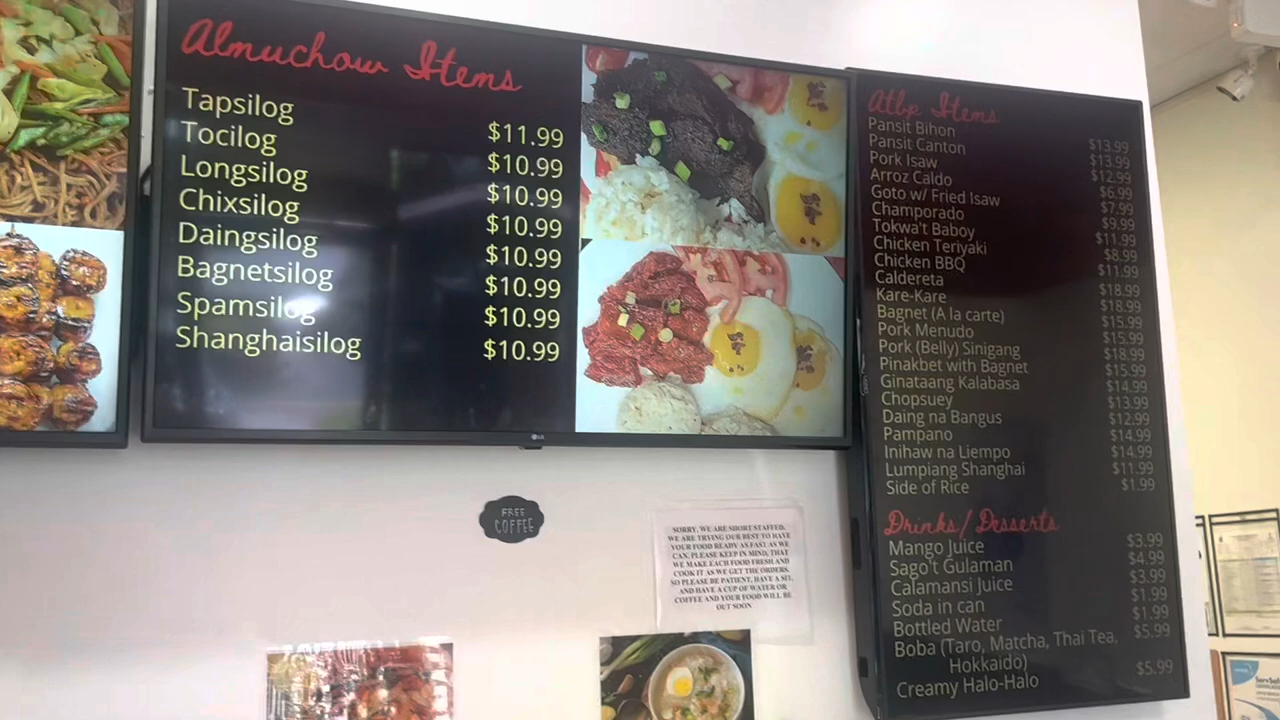 Almuchow Items
Tapsilog $11.99
Tocilog $10.99
Longsilog $10.99
Chixsilog $10.99
Daingsilog $10.99
Bagnetsilog $10.99
Spamsilog $10.99
Shanghaisilog $10.99
LG
FREE
COFFEE
SORRY, WE ARE SHORT STAFFED.
WE ARE TRYING OUR BEST TO HAVE
YOUR FOOD READY AS FAST AS WE
CAN. PLEASE KEEP IN MIND, THAT
WE MAKE EACH FOOD FRESH AND
COOK IT AS WE GET THE ORDERS.
SO PLEASE BE PATIENT, HAVE A SIT,
AND HAVE A CUP OF WATER OR
COFFEE AND YOUR FOOD WILL BE
OUT SOON
Atbp Items
Pansit Bihon $13.99
Pansit Canton $13.99
Pork Isaw $12.99
Arroz Caldo $6.99
Goto w/ Fried Isaw $7.99
Champorado $9.99
Tokwa't Baboy $11.99
Chicken Teriyaki $8.99
Chicken BBQ $11.99
Caldereta $18.99
Kare-Kare $18.99
Bagnet (A la carte) $15.99
Pork Menudo $15.99
Pork (Belly) Sinigang $18.99
Pinakbet with Bagnet $15.99
Ginataang Kalabasa $14.99
Chopsuey $13.99
Daing na Bangus $12.99
Pampano $14.99
Inihaw na Liempo $14.99
Lumpiang Shanghai $11.99
Side of Rice $1.99
Drinks/Desserts
Mango Juice $3.99
Sago't Gulaman $4.99
Calamansi Juice $3.99
Soda in can $1.99
Bottled Water $1.99
Boba (Taro, Matcha, Thai Tea, $5.99
Hokkaido)
Creamy Halo-Halo $5.99